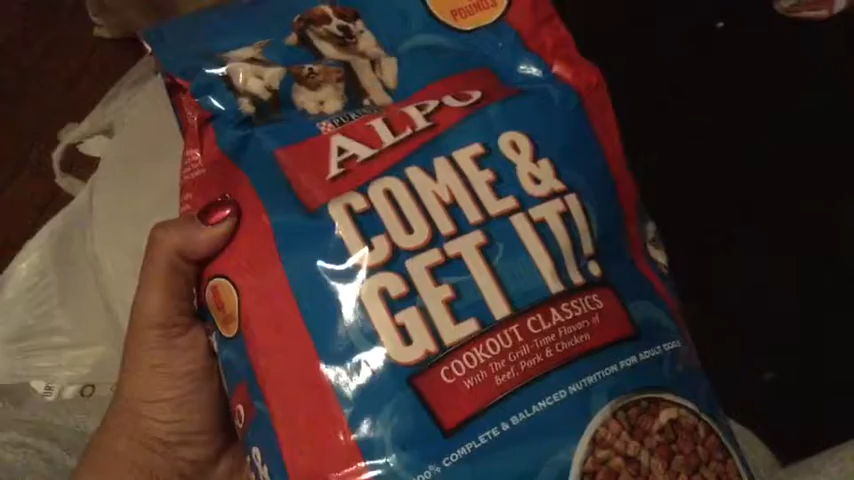 POUNDS
PURINA
ALPO
COME &
GET IT!
COOKOUT CLASSICS
With The Grill-Time Flavors of
Beef, Pork & Chicken
100% COMPLETE & BALANCED NUTRITION FOR ADULT DOGS